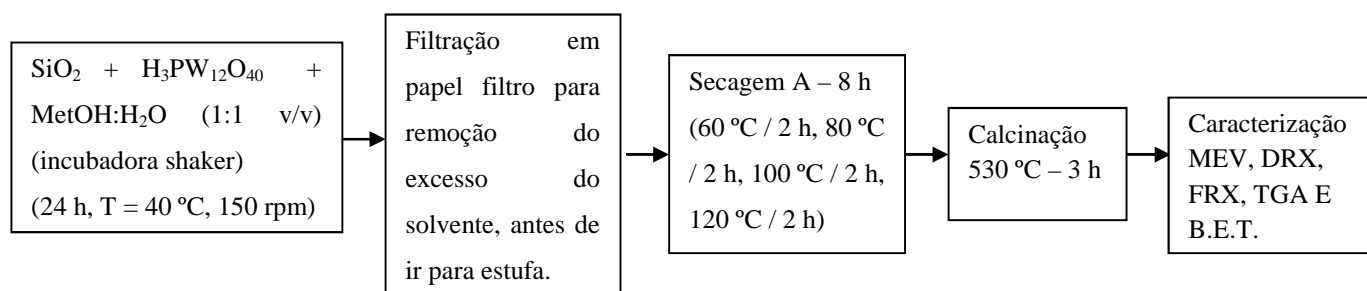 SiO₂ + H₃PW₁₂O₄₀ +
MetOH:H₂O (1:1 v/v)
(incubadora shaker)
(24 h, T = 40 ºC, 150 rpm)
Filtração em
papel filtro para
remoção do
excesso do
solvente, antes de
ir para estufa.
Secagem A – 8 h
(60 ºC / 2 h, 80 ºC
/ 2 h, 100 ºC / 2 h,
120 ºC / 2 h)
Calcinação
530 ºC – 3 h
Caracterização
MEV, DRX,
FRX, TGA E
B.E.T.